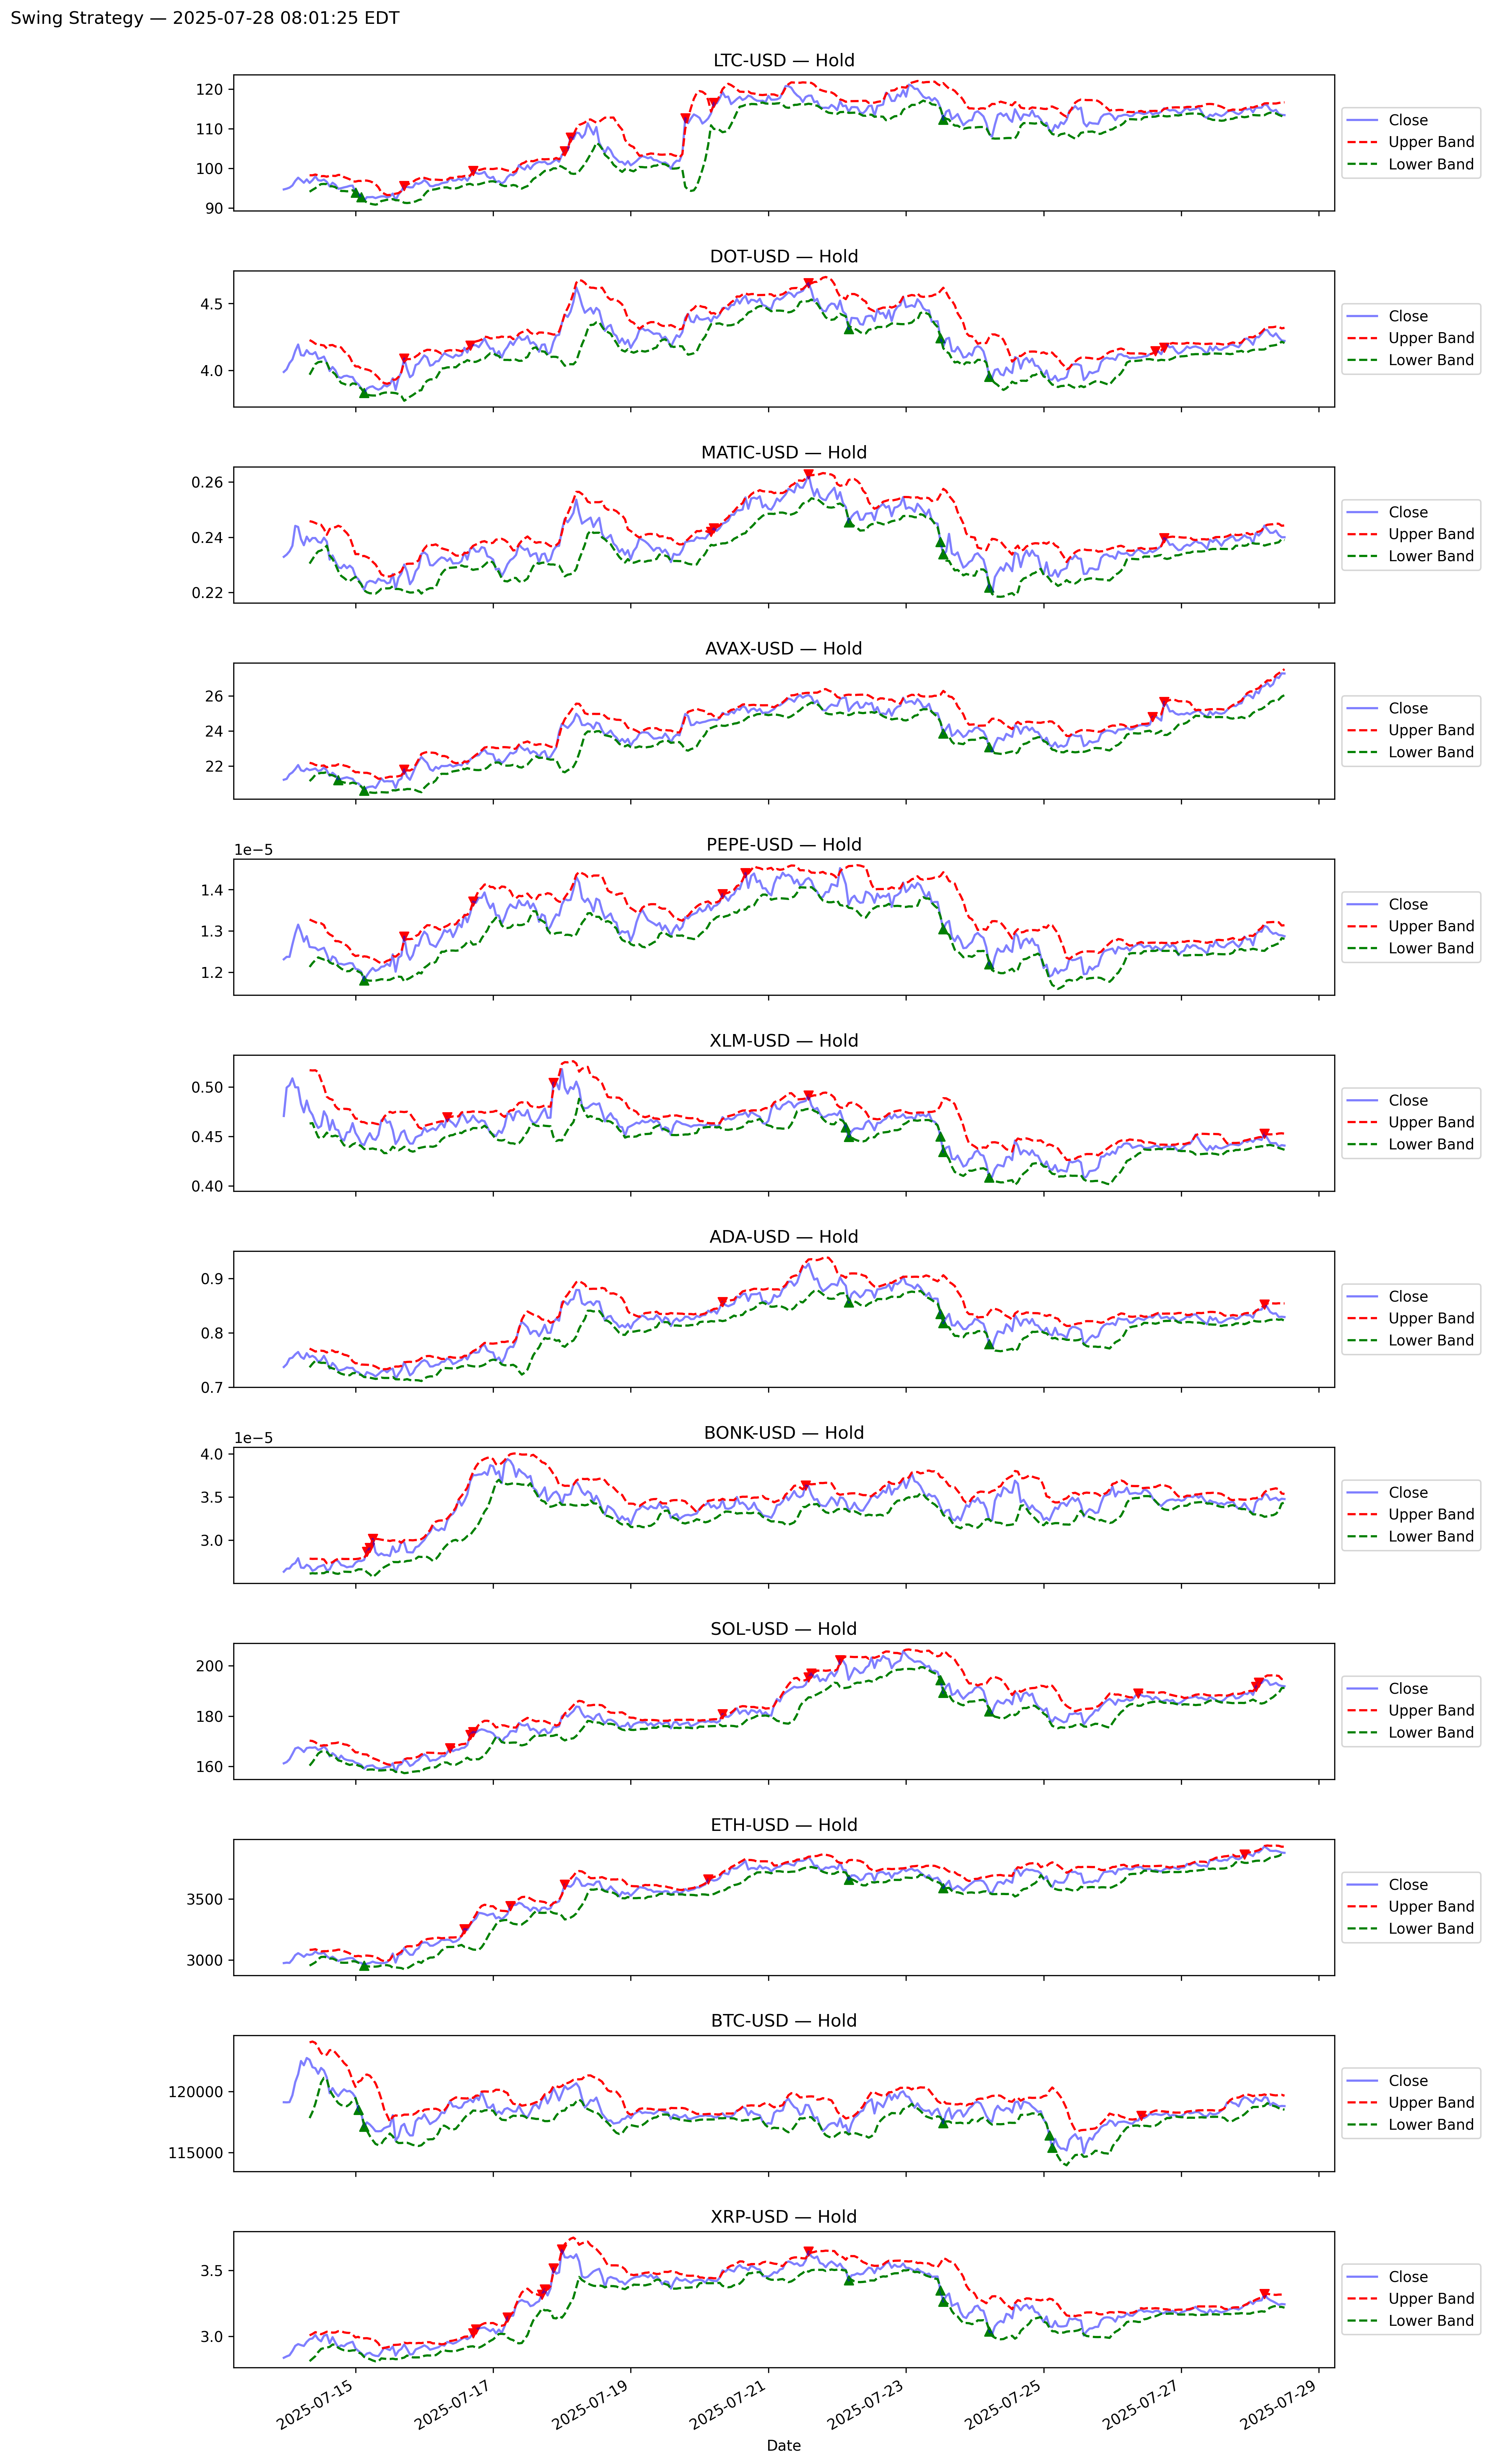 Swing Strategy — 2025-07-28 08:01:25 EDT
LTC-USD — Hold
120
110
100
90
Close
Upper Band
Lower Band
DOT-USD — Hold
4.5
4.0
Close
Upper Band
Lower Band
MATIC-USD — Hold
0.26
0.24
0.22
Close
Upper Band
Lower Band
AVAX-USD — Hold
26
24
22
Close
Upper Band
Lower Band
PEPE-USD — Hold
1e−5
1.4
1.3
1.2
Close
Upper Band
Lower Band
XLM-USD — Hold
0.50
0.45
0.40
Close
Upper Band
Lower Band
ADA-USD — Hold
0.9
0.8
0.7
Close
Upper Band
Lower Band
BONK-USD — Hold
1e−5
4.0
3.5
3.0
Close
Upper Band
Lower Band
SOL-USD — Hold
200
180
160
Close
Upper Band
Lower Band
ETH-USD — Hold
3500
3000
Close
Upper Band
Lower Band
BTC-USD — Hold
120000
115000
Close
Upper Band
Lower Band
XRP-USD — Hold
3.5
3.0
Close
Upper Band
Lower Band
2025-07-15
2025-07-17
2025-07-19
2025-07-21
2025-07-23
2025-07-25
2025-07-27
2025-07-29
Date